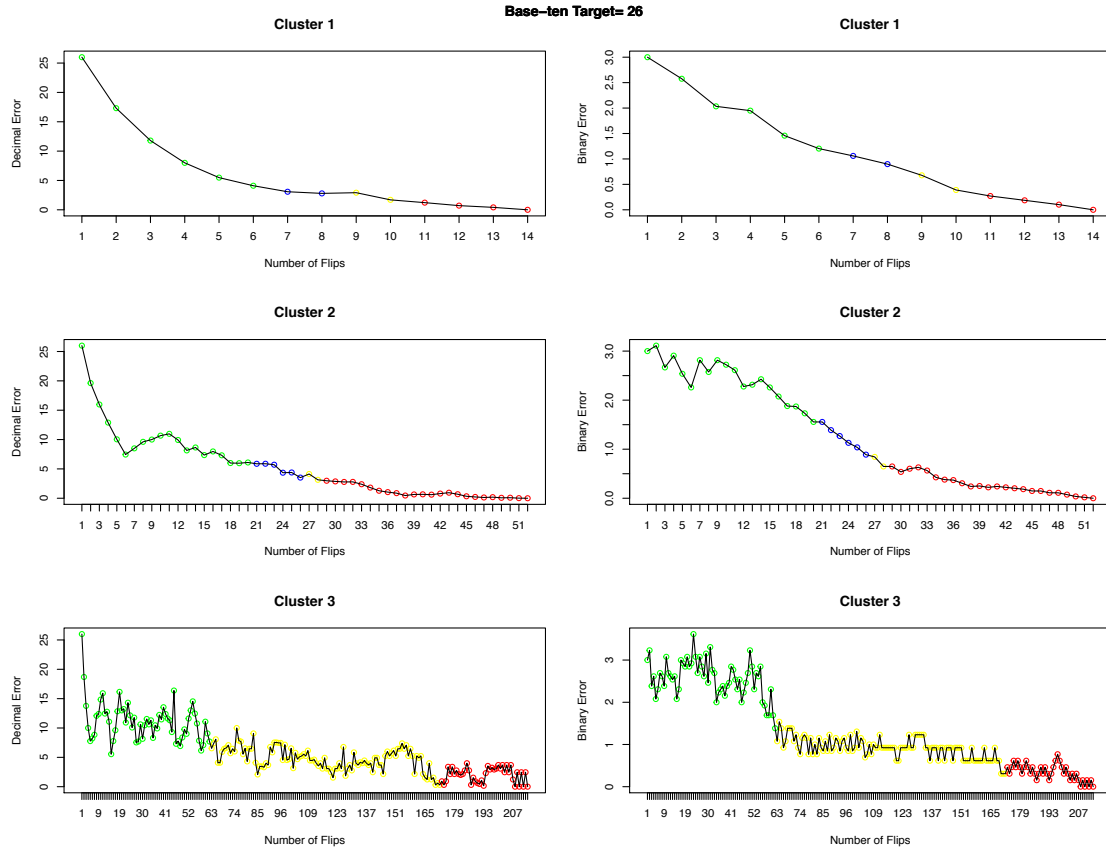 Base-ten Target= 26
Cluster 1
Decimal Error
0 5 10 15 20 25
1 2 3 4 5 6 7 8 9 10 11 12 13 14
Number of Flips
Cluster 1
Binary Error
0.0 0.5 1.0 1.5 2.0 2.5 3.0
1 2 3 4 5 6 7 8 9 10 11 12 13 14
Number of Flips
Cluster 2
Decimal Error
0 5 10 15 20 25
1 3 5 7 9 12 15 18 21 24 27 30 33 36 39 42 45 48 51
Number of Flips
Cluster 2
Binary Error
0.0 1.0 2.0 3.0
1 3 5 7 9 12 15 18 21 24 27 30 33 36 39 42 45 48 51
Number of Flips
Cluster 3
Decimal Error
0 5 10 15 20 25
1 9 19 30 41 52 63 74 85 96 109 123 137 151 165 179 193 207
Number of Flips
Cluster 3
Binary Error
0 1 2 3
1 9 19 30 41 52 63 74 85 96 109 123 137 151 165 179 193 207
Number of Flips